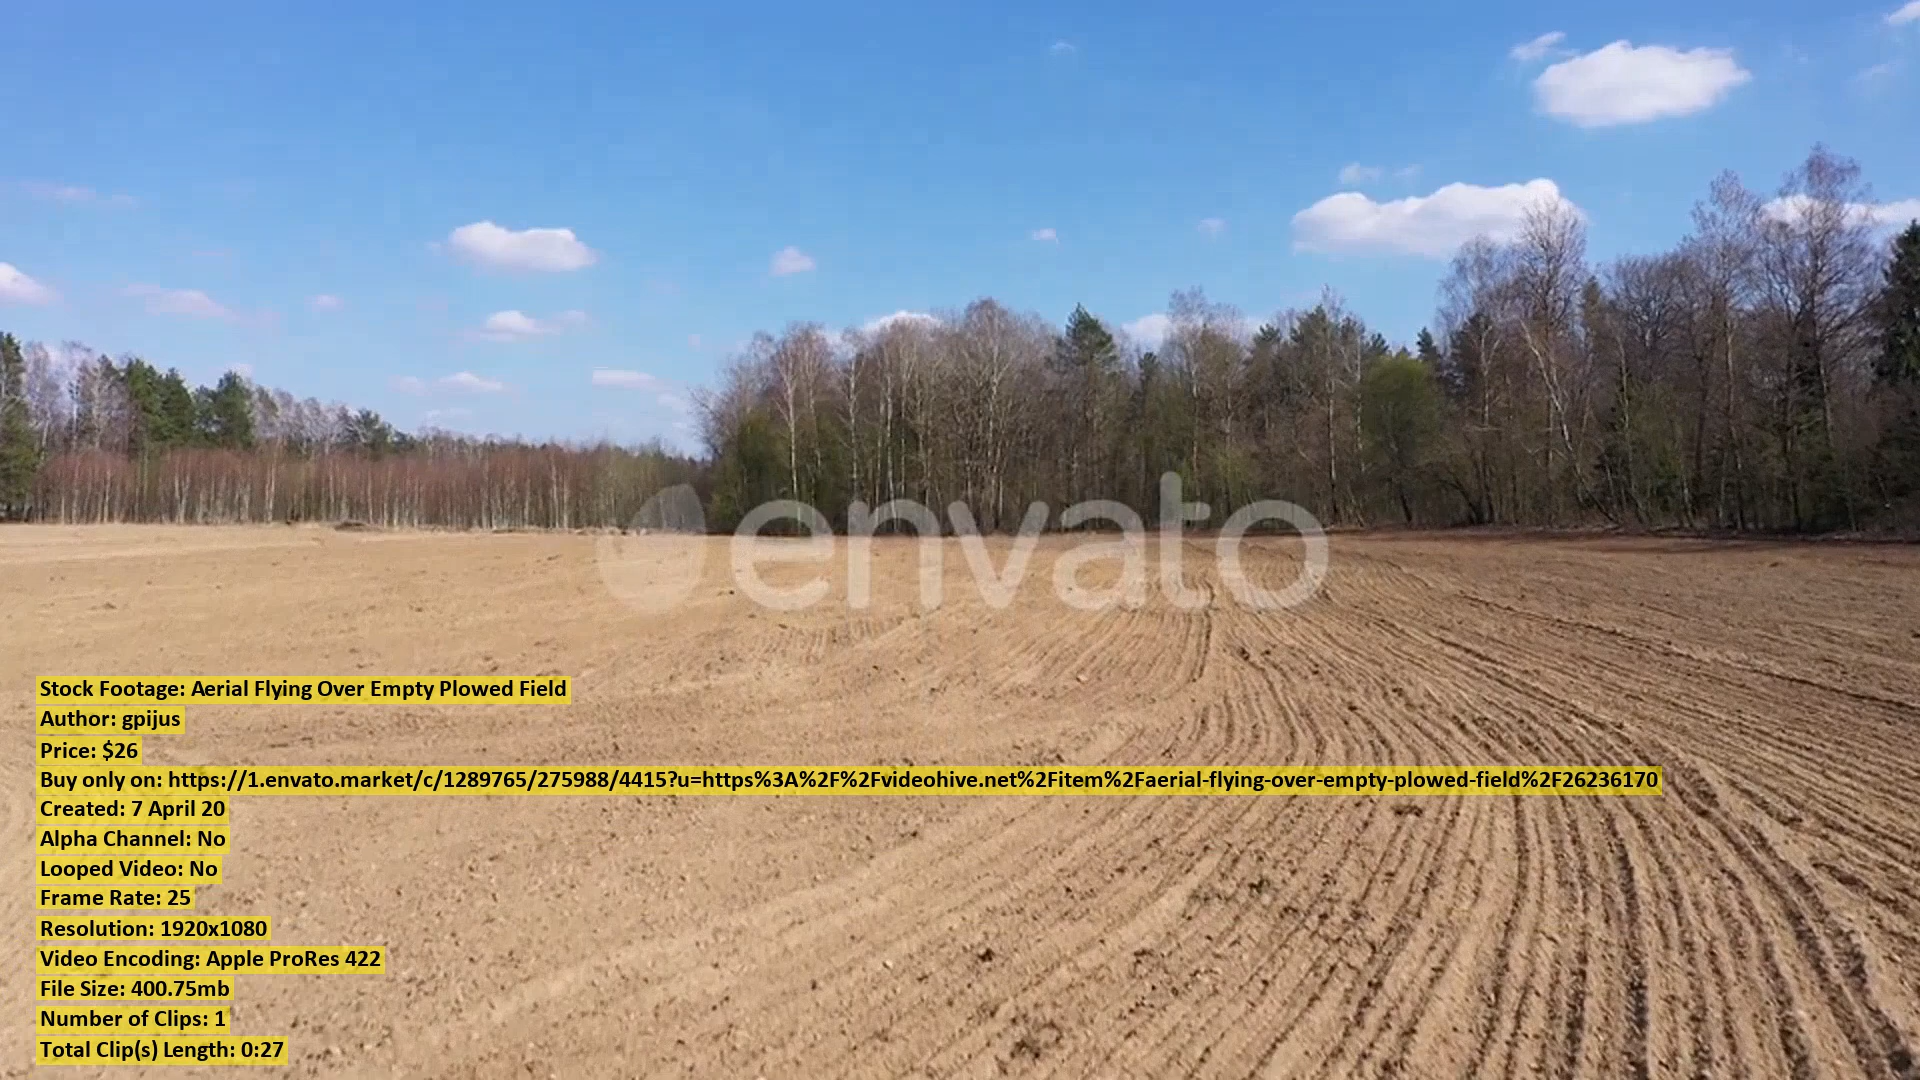 envato
Stock Footage: Aerial Flying Over Empty Plowed Field
Author: gpijus
Price: $26
Buy only on: https://1.envato.market/c/1289765/275988/4415?u=https%3A%2F%2Fvideohive.net%2Fitem%2Faerial-flying-over-empty-plowed-field%2F26236170
Created: 7 April 20
Alpha Channel: No
Looped Video: No
Frame Rate: 25
Resolution: 1920x1080
Video Encoding: Apple ProRes 422
File Size: 400.75mb
Number of Clips: 1
Total Clip(s) Length: 0:27